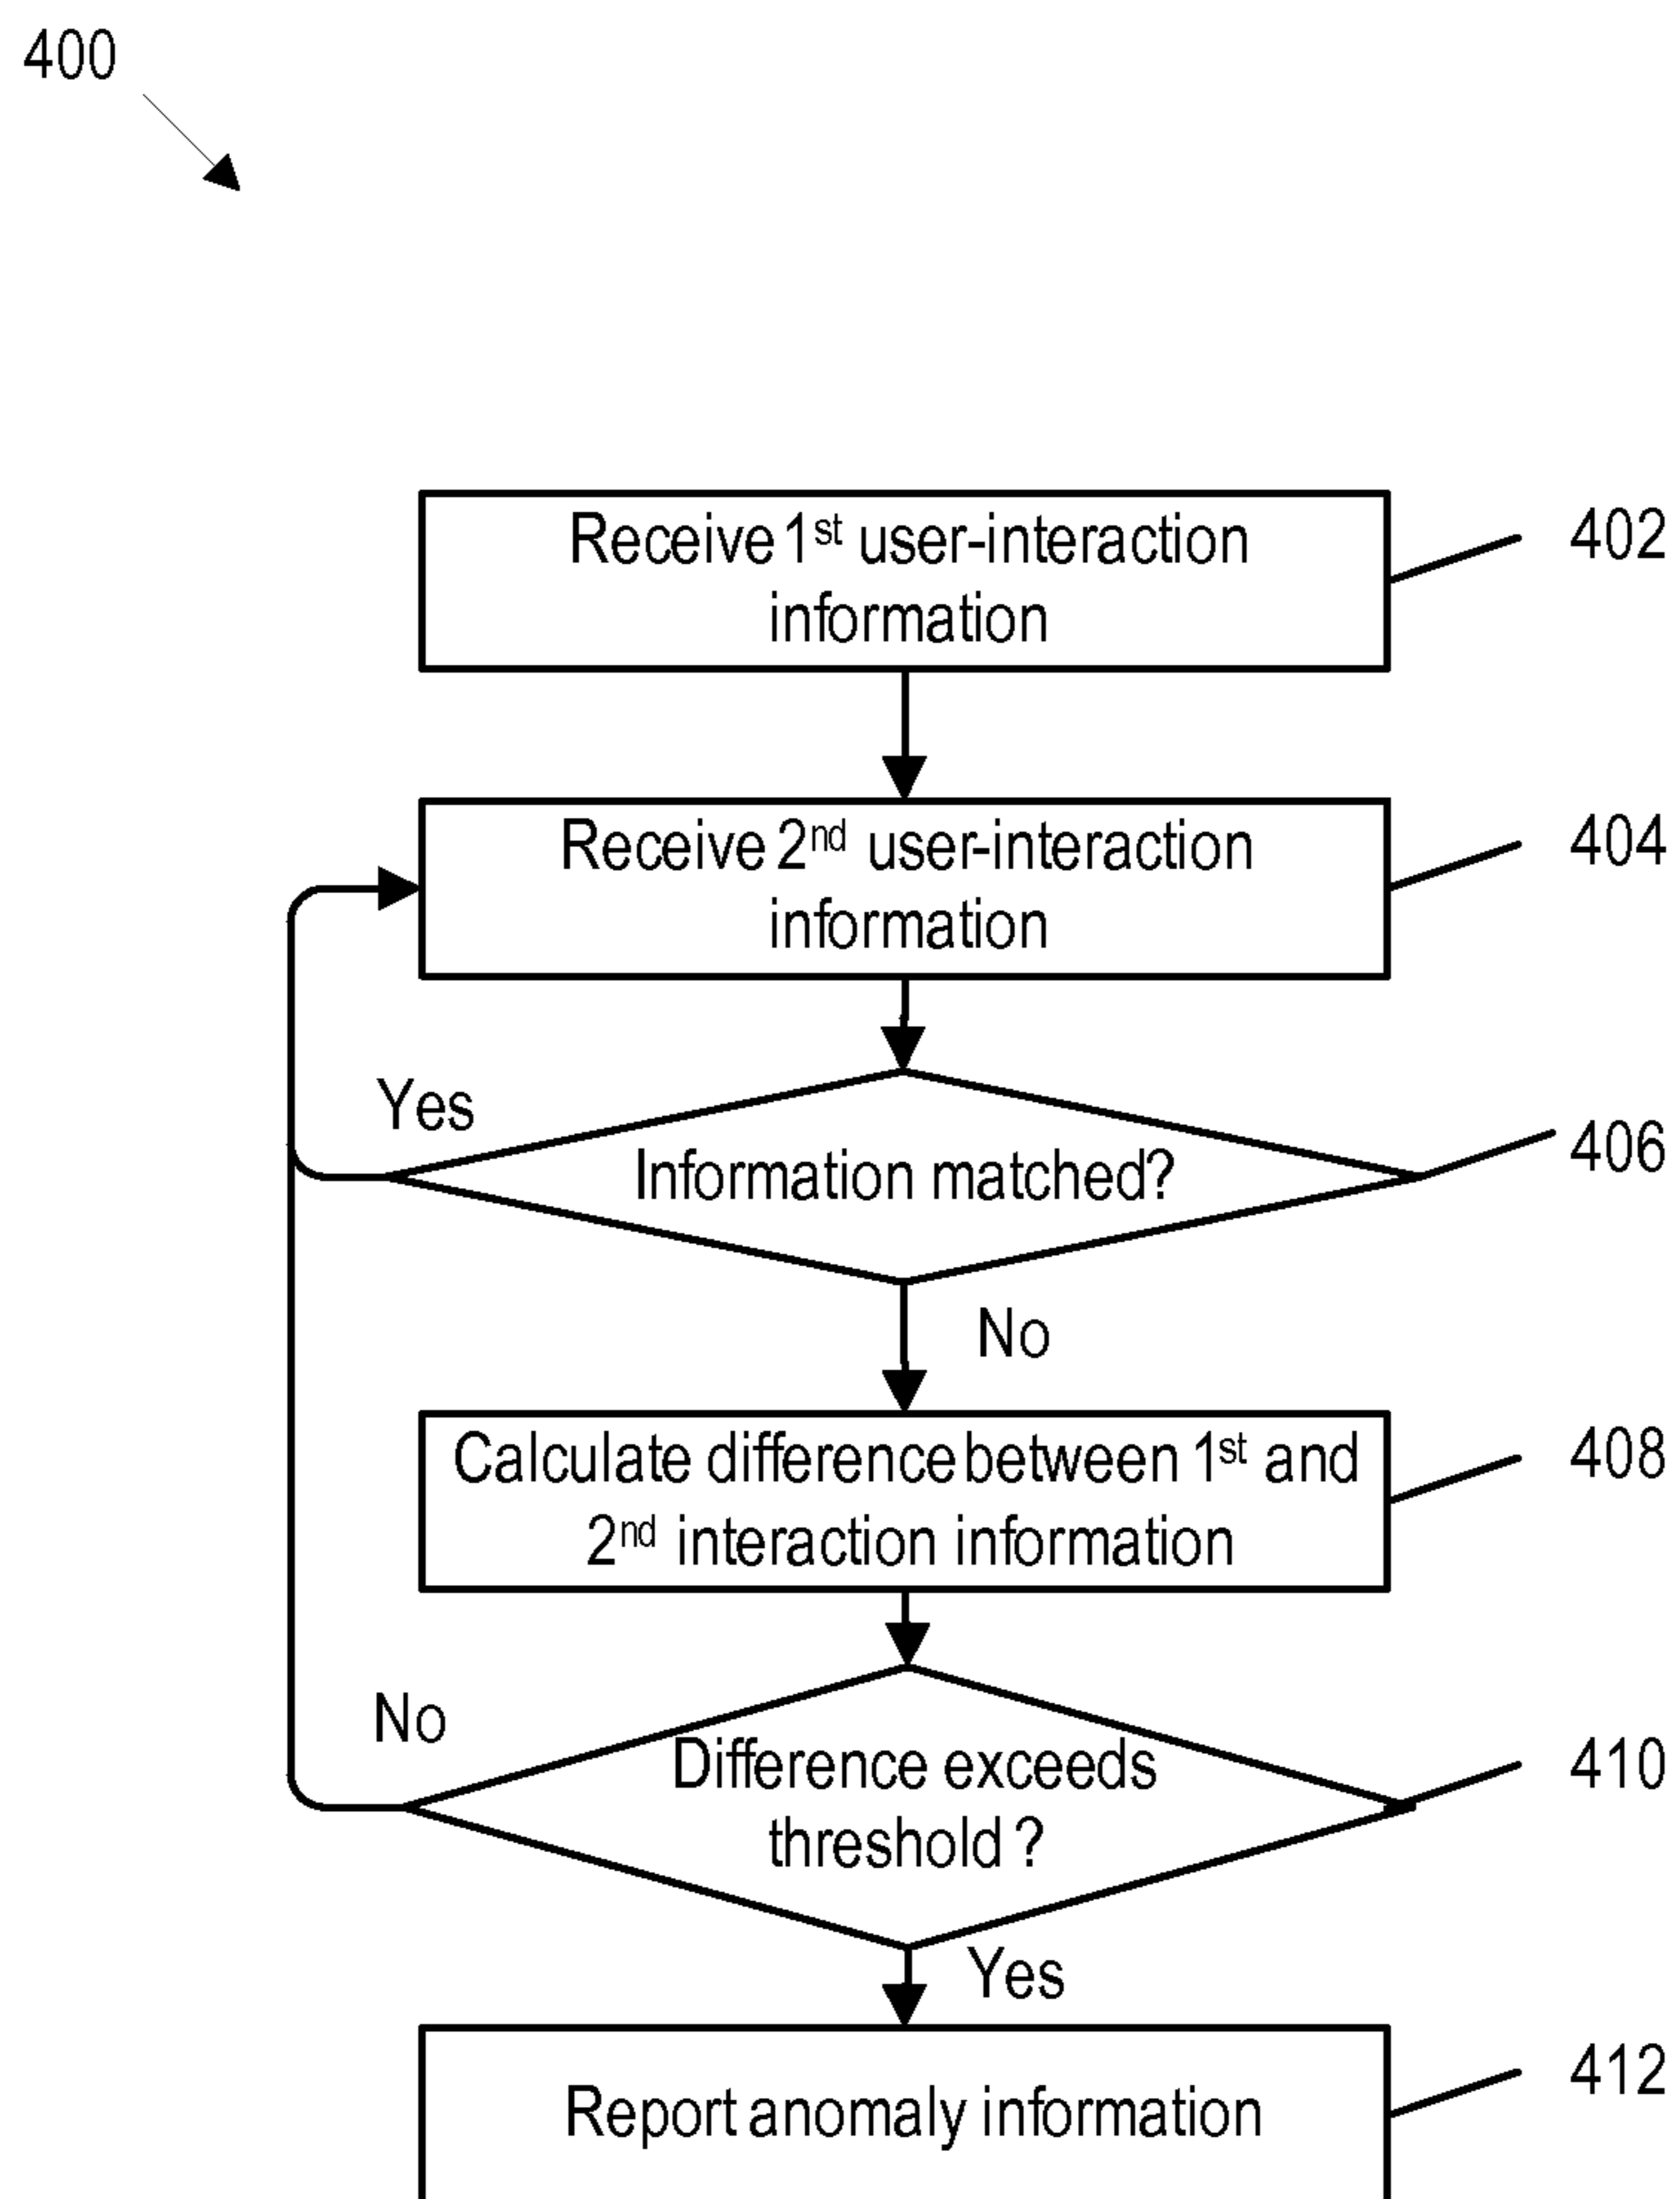 400
Receive 1st user-interaction
information
402
Receive 2nd user-interaction
information
404
Yes
Information matched?
406
No
Calculate difference between 1st and
2nd interaction information
408
No
Difference exceeds
threshold ?
410
Yes
Report anomaly information
412